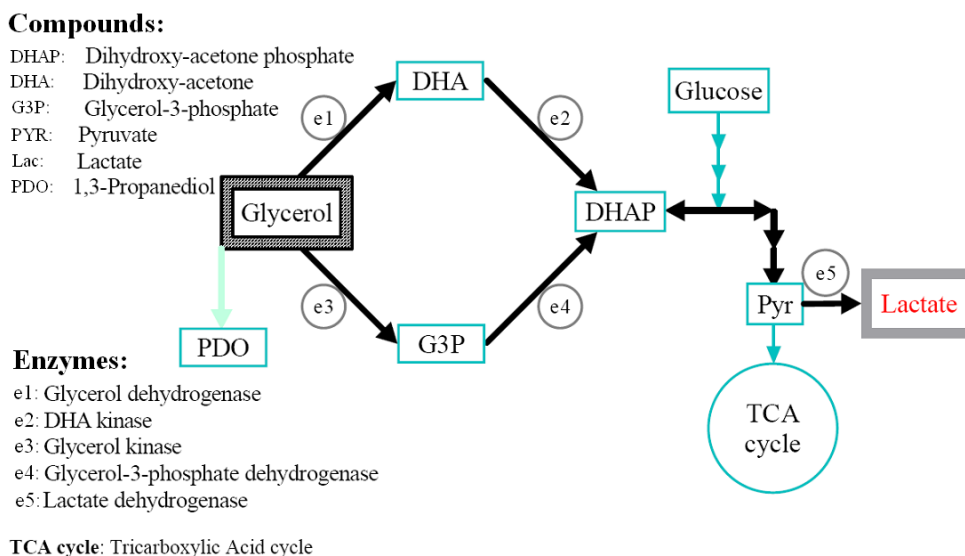 Compounds:
DHAP: Dihydroxy-acetone phosphate
DHA: Dihydroxy-acetone
G3P: Glycerol-3-phosphate
PYR: Pyruvate
Lac: Lactate
PDO: 1,3-Propanediol
DHA
Glucose
e1
e2
Glycerol
DHAP
e3
e4
e5
Pyr
Lactate
PDO
G3P
TCA
cycle
Enzymes:
e1: Glycerol dehydrogenase
e2: DHA kinase
e3: Glycerol kinase
e4: Glycerol-3-phosphate dehydrogenase
e5: Lactate dehydrogenase
TCA cycle: Tricarboxylic Acid cycle